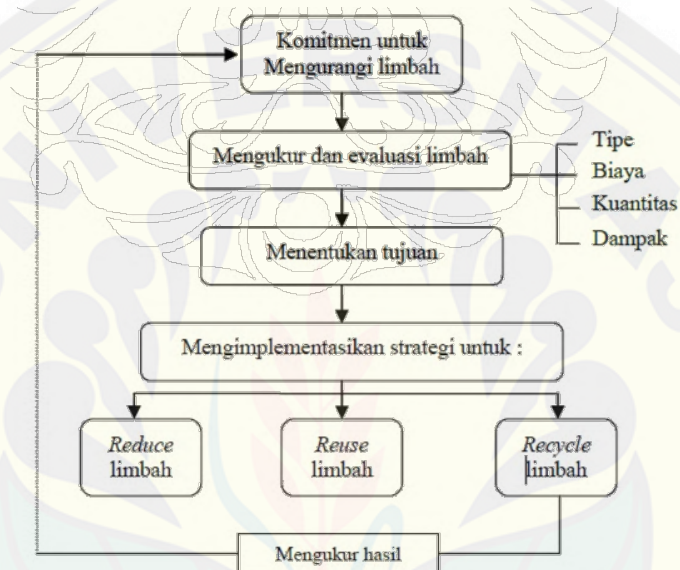 Komitmen untuk
Mengurangi limbah
Mengukur dan evaluasi limbah
Tipe
Biaya
Kuantitas
Dampak
Menentukan tujuan
Mengimplementasikan strategi untuk :
Reduce
limbah
Reuse
limbah
Recycle
limbah
Mengukur hasil